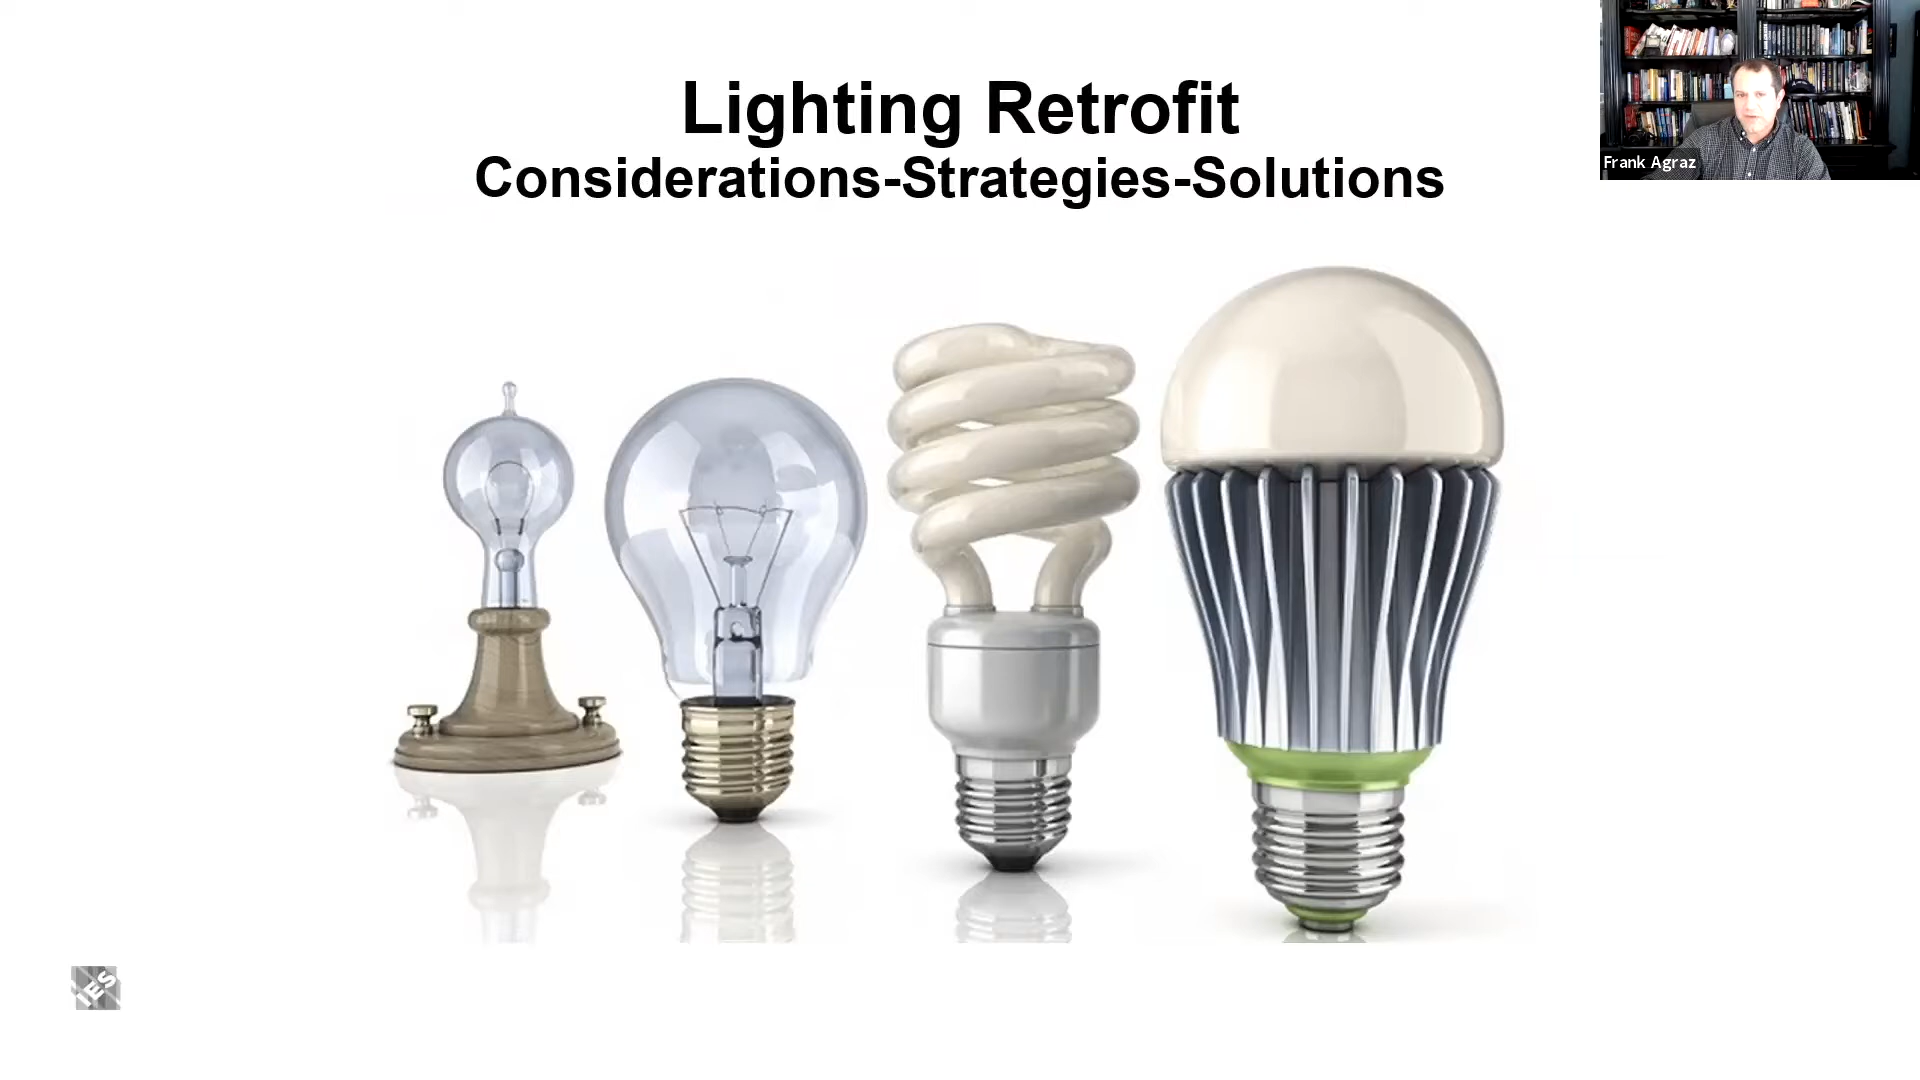 Lighting Retrofit
Considerations-Strategies-Solutions
Frank Agraz
IES